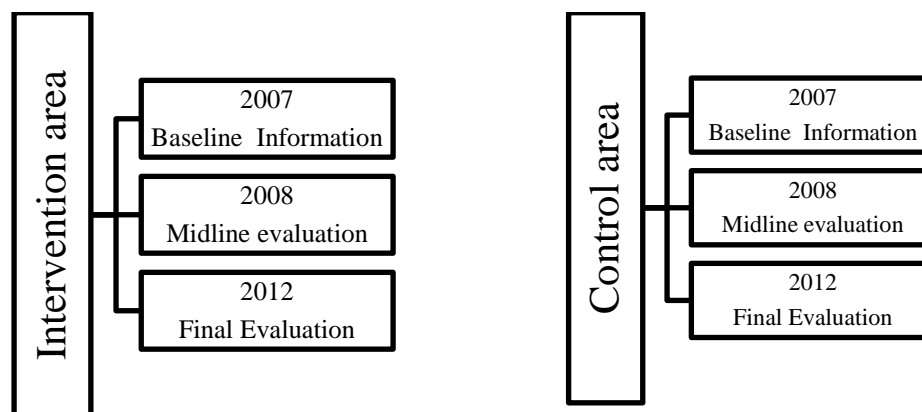 Intervention area
2007
Baseline Information
2008
Midline evaluation
2012
Final Evaluation
Control area
2007
Baseline Information
2008
Midline evaluation
2012
Final Evaluation